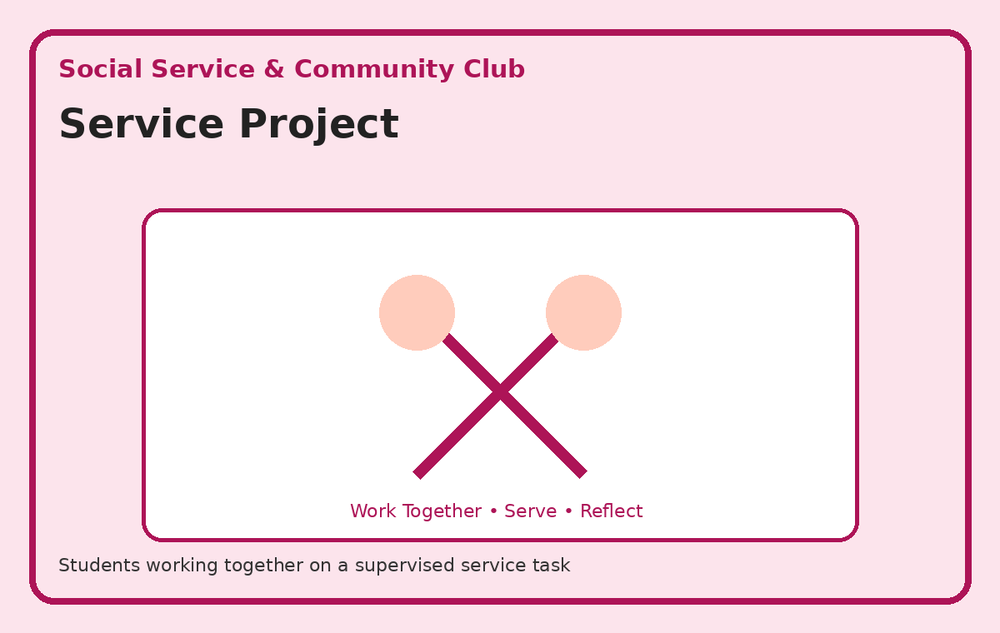 Social Service & Community Club
Service Project
Work Together • Serve • Reflect
Students working together on a supervised service task